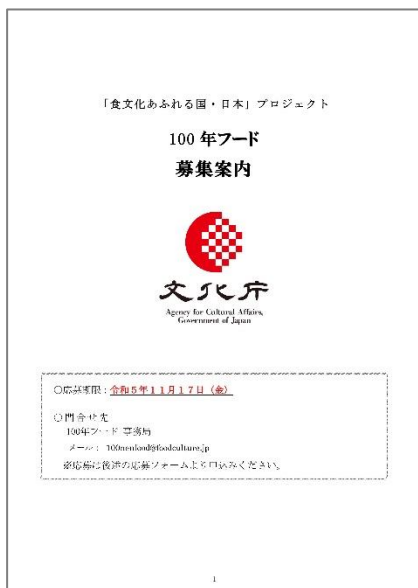 「食文化あふれる国・日本」プロジェクト
100年フード
募集案内
文化庁
Agency for Cultural Affairs,
Government of Japan
○応募期限：令和5年11月17日（金）
○問合せ先
100年フード 事務局
メール： 100nenfood@foodculture.jp
※応募は後述の応募フォームより申込みください。
1